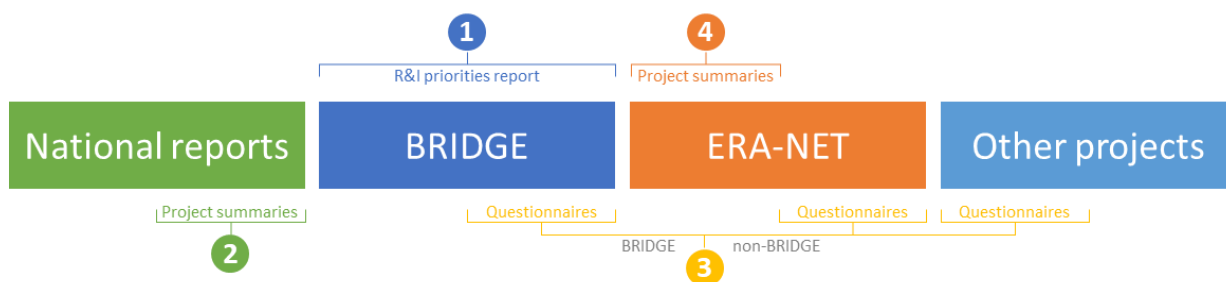 1
4
R&I priorities report
Project summaries
National reports
BRIDGE
ERA-NET
Other projects
Project summaries
Questionnaires
Questionnaires
Questionnaires
2
BRIDGE
non-BRIDGE
3